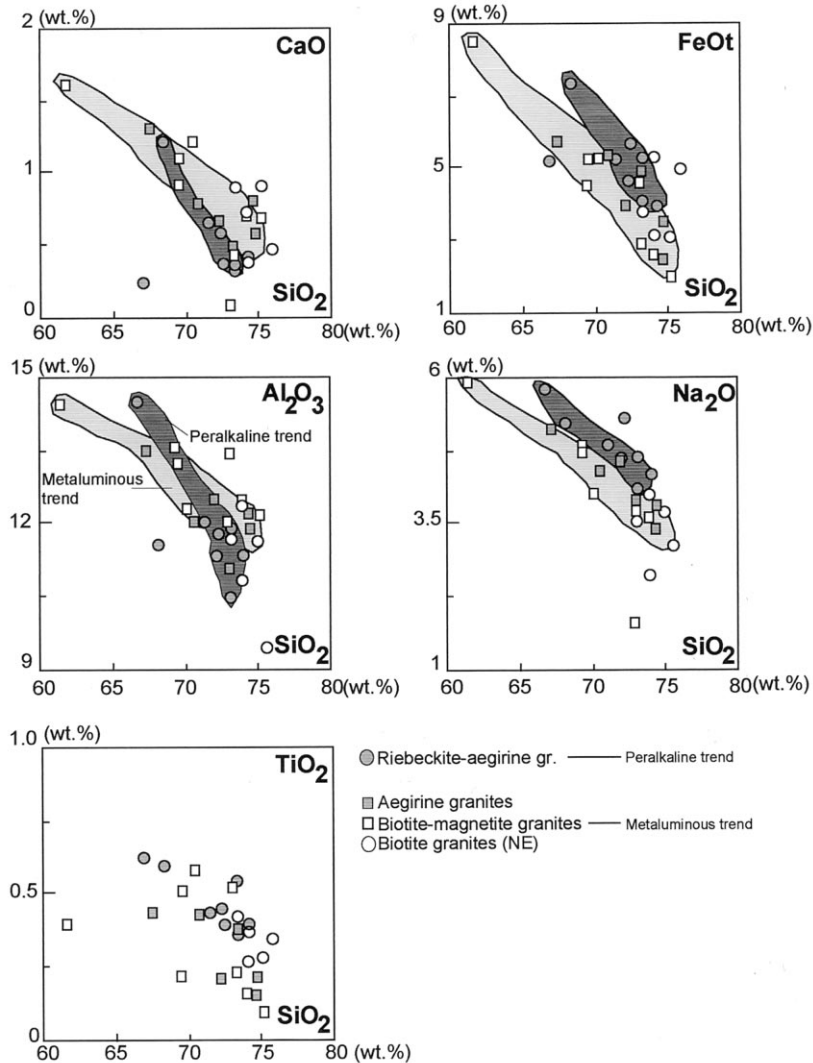 2 (wt.%)
CaO
1
0
SiO2
60 65 70 75 80 (wt.%)
9 (wt.%)
FeOt
5
1
SiO2
60 65 70 75 80 (wt.%)
15 (wt.%)
Al2O3
Peralkaline trend
Metaluminous
trend
12
9
SiO2
60 65 70 75 80(wt.%)
6 (wt.%)
Na2O
3.5
1
SiO2
60 65 70 75 80(wt.%)
1.0 (wt.%)
TiO2
0.5
0
SiO2
60 65 70 75 80 (wt.%)
Riebeckite-aegirine gr. Peralkaline trend
Aegirine granites
Biotite-magnetite granites Metaluminous trend
Biotite granites (NE)